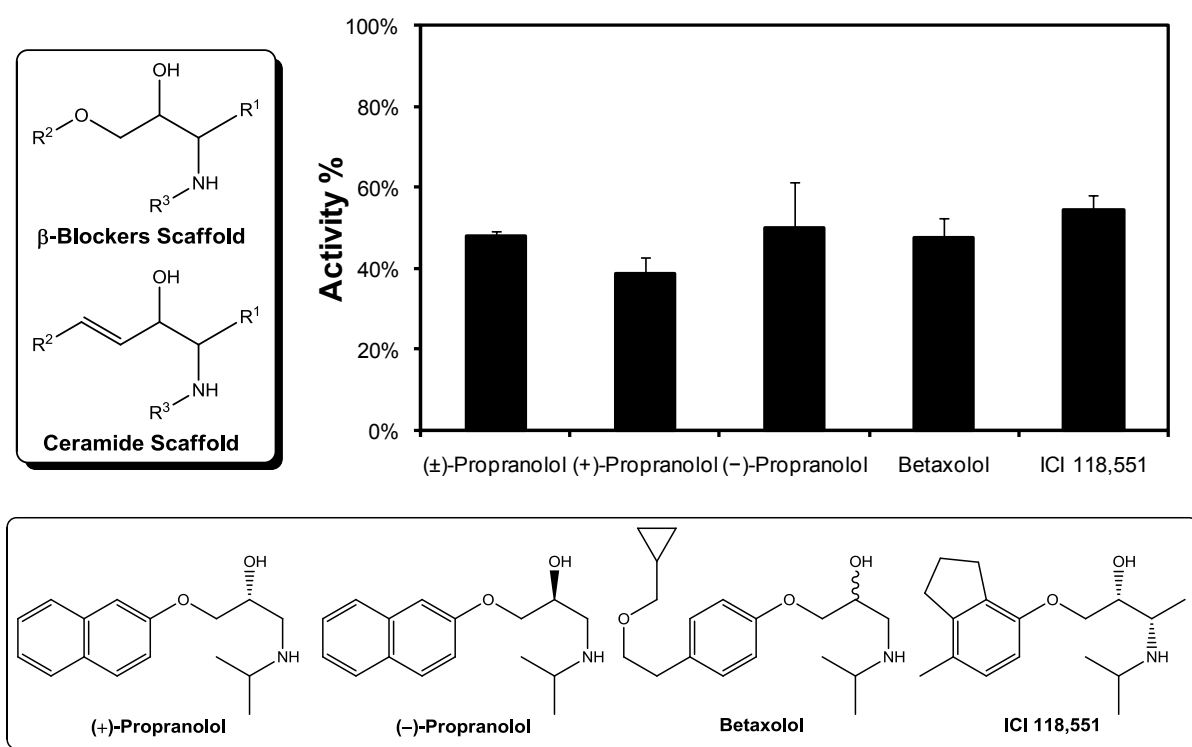 OH
R¹
O
R²
NH
R³
β-Blockers Scaffold
OH
R¹
R²
NH
R³
Ceramide Scaffold
Activity %
100%
80%
60%
40%
20%
0%
(±)-Propranolol (+)-Propranolol (−)-Propranolol Betaxolol ICI 118,551
OH
O
NH
(+)-Propranolol
OH
O
NH
(−)-Propranolol
OH
O
O
NH
Betaxolol
OH
O
NH
ICI 118,551